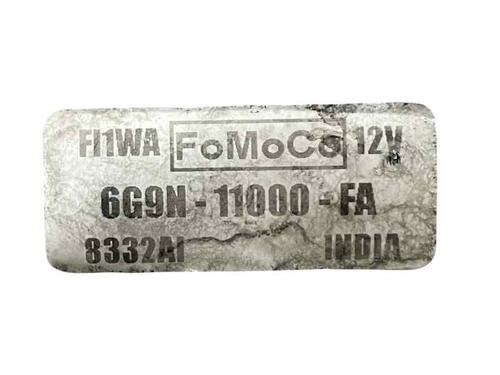 FI1WA FoMoCo 12V
6G9N - 11000 - FA
8332AI INDIA